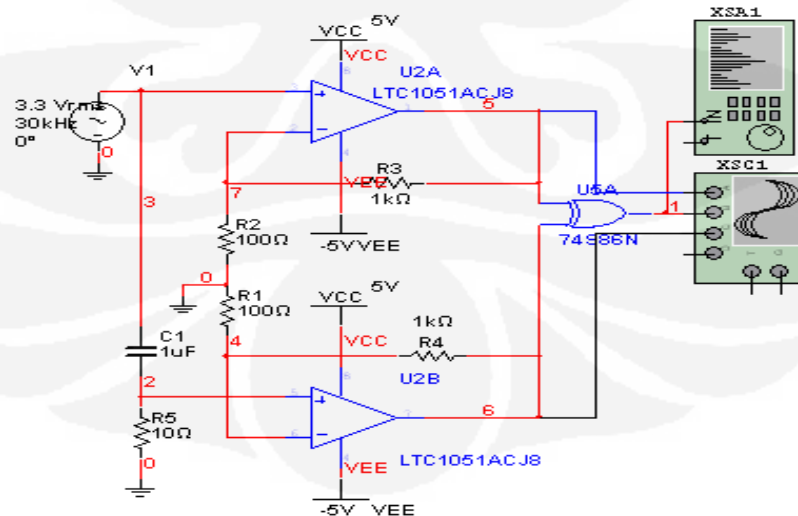 XSA1
VCC 5V
VCC
V1
U2A
LTC1051ACJ8
3.3 Vrms
30kHz
0°
0
3
5
7
VEE
R3
1kΩ
XSC1
U5A
1
74S86N
R2
100Ω
-5V VEE
0
R1
100Ω
VCC 5V
1kΩ
R4
VCC
4
C1
1uF
U2B
2
6
R5
10Ω
0
VEE
LTC1051ACJ8
-5V VEE